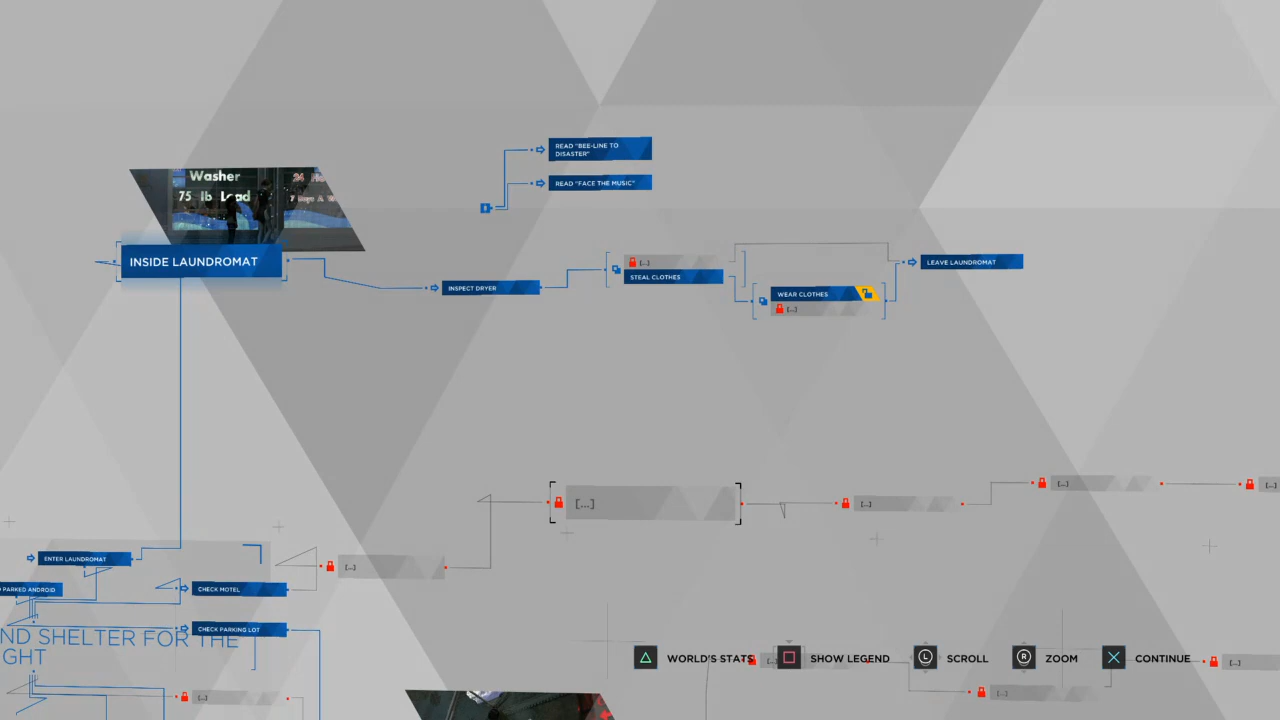 READ "BEE-LINE TO
DISASTER"
READ "FACE THE MUSIC"
Washer
75 lb Load
24
INSIDE LAUNDROMAT
[...]
STEAL CLOTHES
LEAVE LAUNDROMAT
INSPECT DRYER
WEAR CLOTHES
[...]
[...]
[...]
[...]
[...]
ENTER LAUNDROMAT
[...]
PARKED ANDROID
CHECK MOTEL
CHECK PARKING LOT
ND SHELTER FOR THE
GHT
WORLD'S STATS
[...]
SHOW LEGEND
SCROLL
ZOOM
CONTINUE
[...]
[...]
[...]